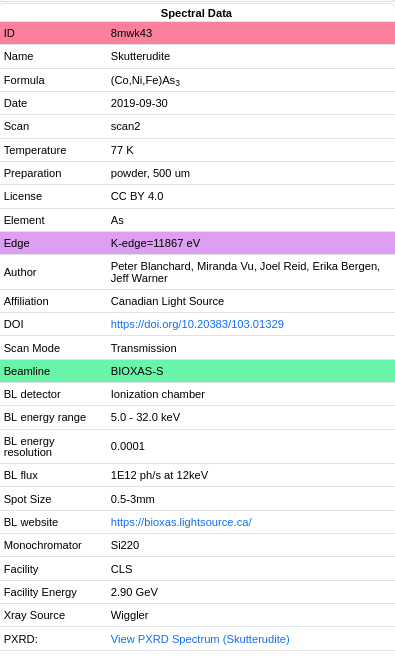 Spectral Data
ID 8mwk43
Name Skutterudite
Formula (Co,Ni,Fe)As₃
Date 2019-09-30
Scan scan2
Temperature 77 K
Preparation powder, 500 um
License CC BY 4.0
Element As
Edge K-edge=11867 eV
Author Peter Blanchard, Miranda Vu, Joel Reid, Erika Bergen,
Jeff Warner
Affiliation Canadian Light Source
DOI https://doi.org/10.20383/103.01329
Scan Mode Transmission
Beamline BIOXAS-S
BL detector Ionization chamber
BL energy range 5.0 - 32.0 keV
BL energy
resolution 0.0001
BL flux 1E12 ph/s at 12keV
Spot Size 0.5-3mm
BL website https://bioxas.lightsource.ca/
Monochromator Si220
Facility CLS
Facility Energy 2.90 GeV
Xray Source Wiggler
PXRD: View PXRD Spectrum (Skutterudite)